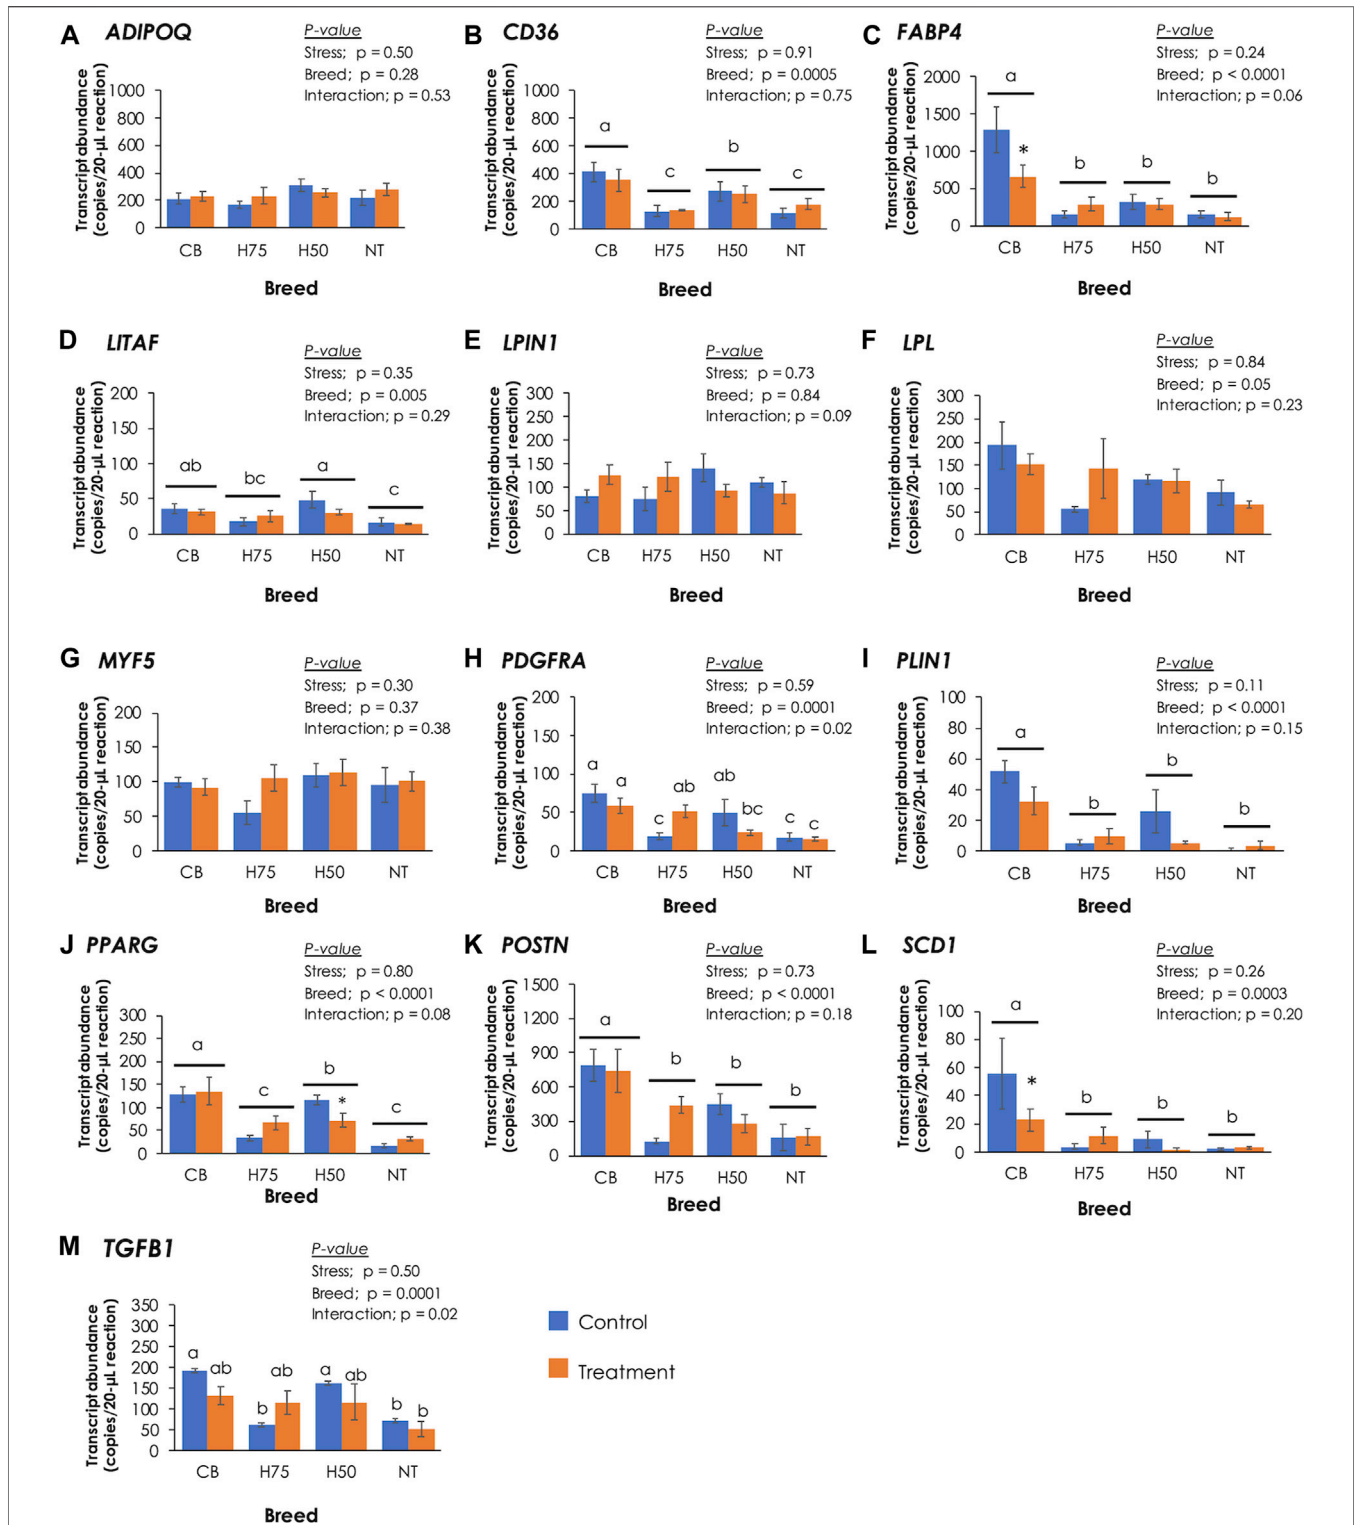 A ADIPOQ
P-value
Stress; p = 0.50
Breed; p = 0.28
Interaction; p = 0.53
Transcript abundance
(copies/20-µL reaction)
1000
800
600
400
200
0
CB H75 H50 NT
Breed
B CD36
P-value
Stress; p = 0.91
Breed; p = 0.0005
Interaction; p = 0.75
Transcript abundance
(copies/20-µL reaction)
1000
800
600
400
200
0
a c b c
CB H75 H50 NT
Breed
C FABP4
P-value
Stress; p = 0.24
Breed; p < 0.0001
Interaction; p = 0.06
Transcript abundance
(copies/20-µL reaction)
2000
1500
1000
500
0
a
*
b b b
CB H75 H50 NT
Breed
D LITAF
P-value
Stress; p = 0.35
Breed; p = 0.005
Interaction; p = 0.29
Transcript abundance
(copies/20-µL reaction)
200
150
100
50
0
ab bc a c
CB H75 H50 NT
Breed
E LPIN1
P-value
Stress; p = 0.73
Breed; p = 0.84
Interaction; p = 0.09
Transcript abundance
(copies/20-µL reaction)
300
250
200
150
100
50
0
CB H75 H50 NT
Breed
F LPL
P-value
Stress; p = 0.84
Breed; p = 0.05
Interaction; p = 0.23
Transcript abundance
(copies/20-µL reaction)
300
250
200
150
100
50
0
CB H75 H50 NT
Breed
G MYF5
P-value
Stress; p = 0.30
Breed; p = 0.37
Interaction; p = 0.38
Transcript abundance
(copies/20-µL reaction)
200
150
100
50
0
CB H75 H50 NT
Breed
H PDGFRA
P-value
Stress; p = 0.59
Breed; p = 0.0001
Interaction; p = 0.02
Transcript abundance
(copies/20-µL reaction)
200
150
100
50
0
a a c ab ab bc c c
CB H75 H50 NT
Breed
I PLIN1
P-value
Stress; p = 0.11
Breed; p < 0.0001
Interaction; p = 0.15
Transcript abundance
(copies/20-µL reaction)
100
80
60
40
20
0
a b b b
CB H75 H50 NT
Breed
J PPARG
P-value
Stress; p = 0.80
Breed; p < 0.0001
Interaction; p = 0.08
Transcript abundance
(copies/20-µL reaction)
300
250
200
150
100
50
0
a c b c
*
CB H75 H50 NT
Breed
K POSTN
P-value
Stress; p = 0.73
Breed; p < 0.0001
Interaction; p = 0.18
Transcript abundance
(copies/20-µL reaction)
1500
1200
900
600
300
0
a b b b
CB H75 H50 NT
Breed
L SCD1
P-value
Stress; p = 0.26
Breed; p = 0.0003
Interaction; p = 0.20
Transcript abundance
(copies/20-µL reaction)
100
80
60
40
20
0
a
*
b b b
CB H75 H50 NT
Breed
M TGFB1
P-value
Stress; p = 0.50
Breed; p = 0.0001
Interaction; p = 0.02
Transcript abundance
(copies/20-µL reaction)
350
300
250
200
150
100
50
0
a ab b ab a ab b b
CB H75 H50 NT
Breed
Control
Treatment